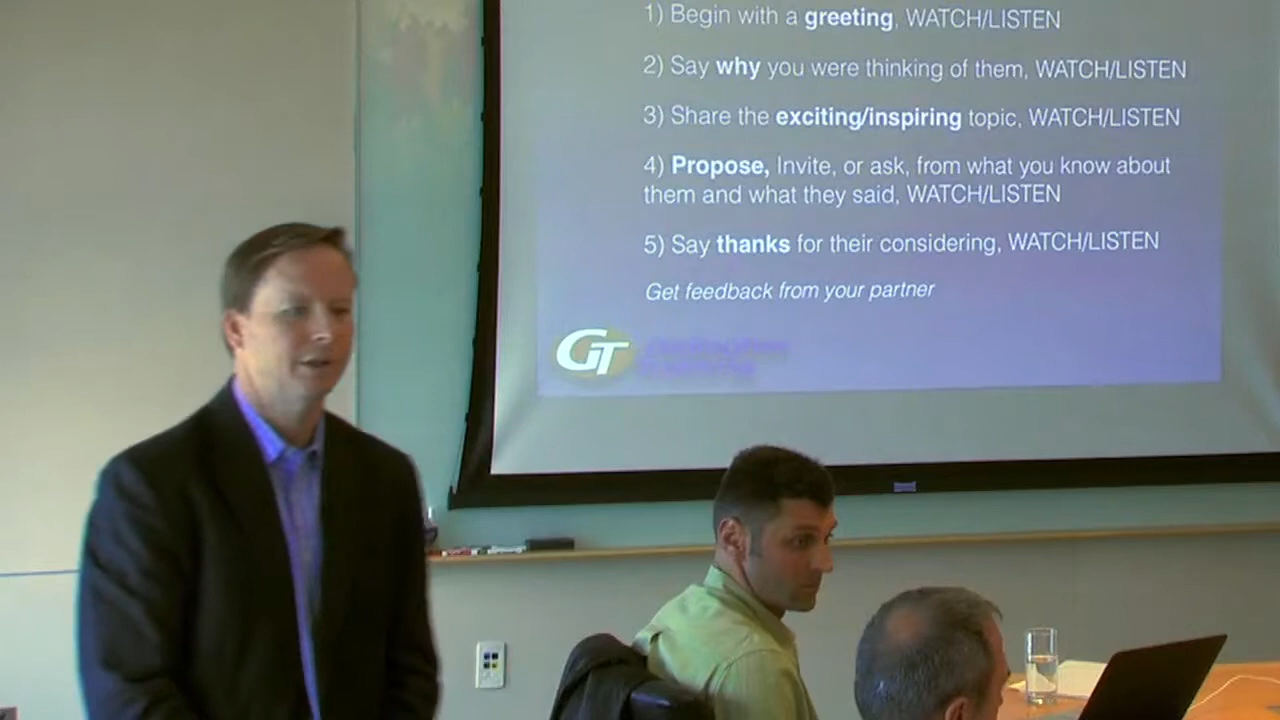 1) Begin with a greeting, WATCH/LISTEN
2) Say why you were thinking of them, WATCH/LISTEN
3) Share the exciting/inspiring topic, WATCH/LISTEN
4) Propose, Invite, or ask, from what you know about
them and what they said, WATCH/LISTEN
5) Say thanks for their considering, WATCH/LISTEN
Get feedback from your partner
GT